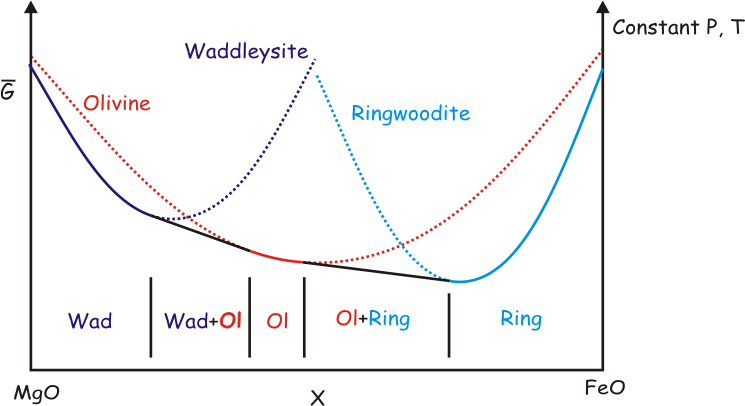 Constant P, T
Waddleysite
G̅
Olivine
Ringwoodite
Wad
Wad+Ol
Ol
Ol+Ring
Ring
MgO
X
FeO